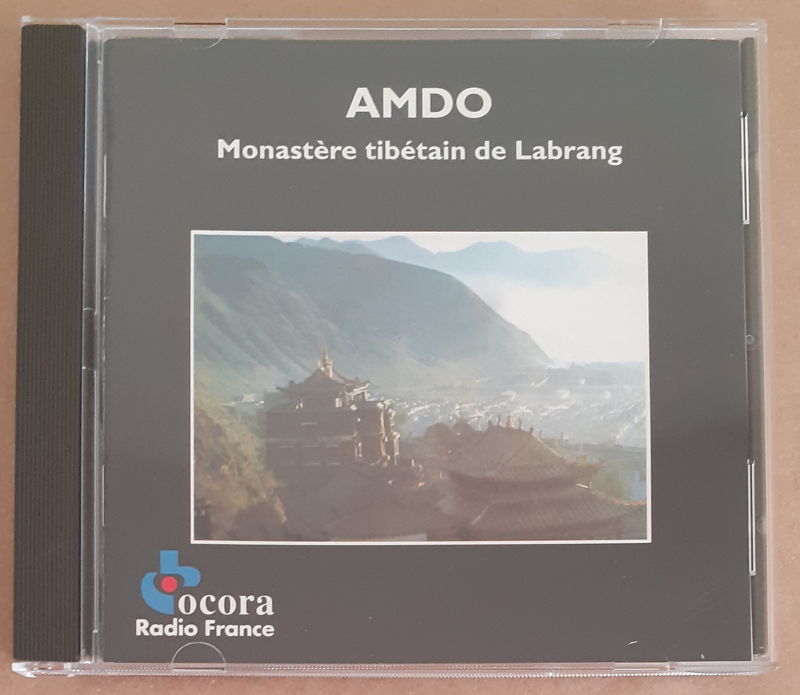 AMDO
Monastère tibétain de Labrang
ocora
Radio France